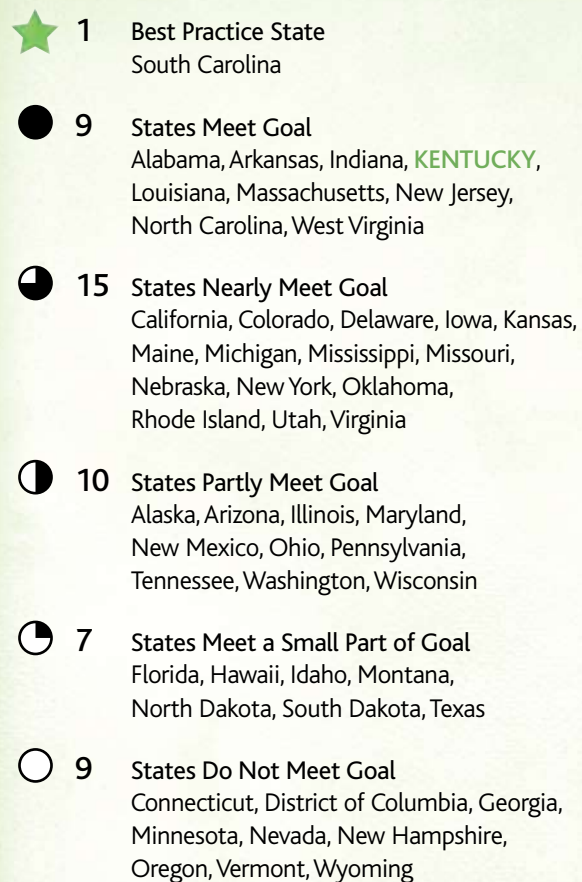 1 Best Practice State
South Carolina
9 States Meet Goal
Alabama, Arkansas, Indiana, KENTUCKY,
Louisiana, Massachusetts, New Jersey,
North Carolina, West Virginia
15 States Nearly Meet Goal
California, Colorado, Delaware, Iowa, Kansas,
Maine, Michigan, Mississippi, Missouri,
Nebraska, New York, Oklahoma,
Rhode Island, Utah, Virginia
10 States Partly Meet Goal
Alaska, Arizona, Illinois, Maryland,
New Mexico, Ohio, Pennsylvania,
Tennessee, Washington, Wisconsin
7 States Meet a Small Part of Goal
Florida, Hawaii, Idaho, Montana,
North Dakota, South Dakota, Texas
9 States Do Not Meet Goal
Connecticut, District of Columbia, Georgia,
Minnesota, Nevada, New Hampshire,
Oregon, Vermont, Wyoming